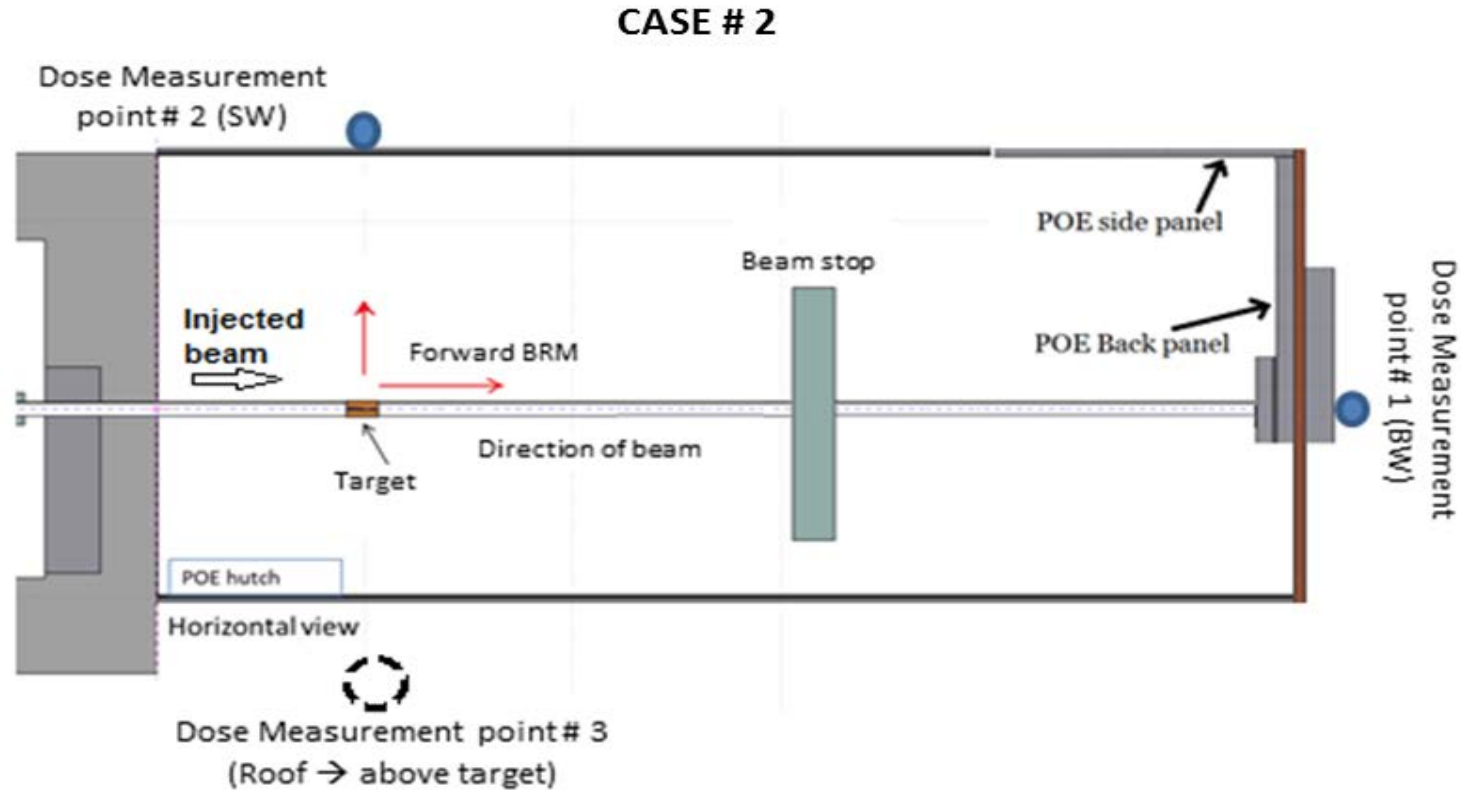 CASE # 2
Dose Measurement
point# 2 (SW)
POE side panel
Beam stop
Injected
beam
Forward BRM
POE Back panel
Dose Measurement
point# 1 (BW)
Direction of beam
Target
POE hutch
Horizontal view
Dose Measurement point# 3
(Roof → above target)